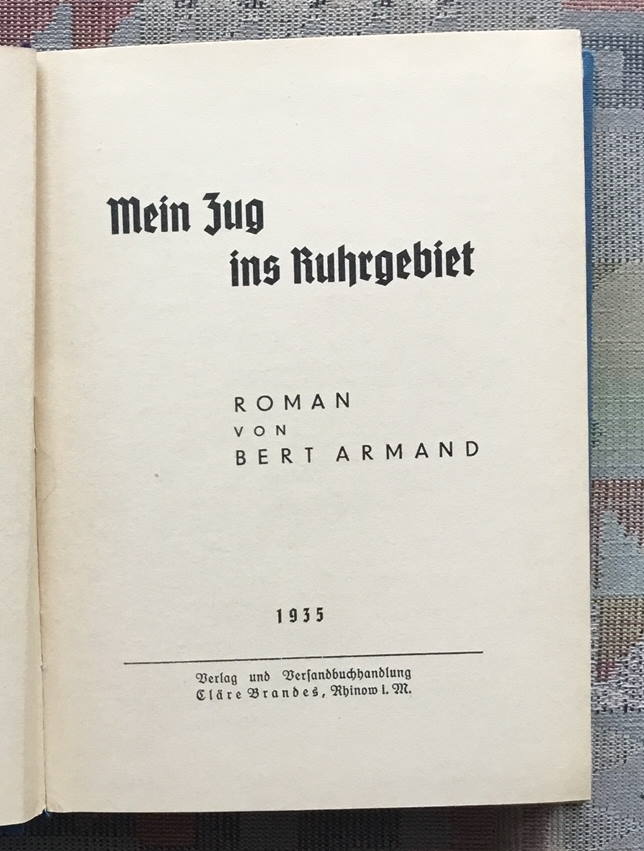 Mein Zug
ins Ruhrgebiet
ROMAN
VON
BERT ARMAND
1935
Verlag und Versandbuchhandlung
Cläre Brandes, Rhinow i. M.